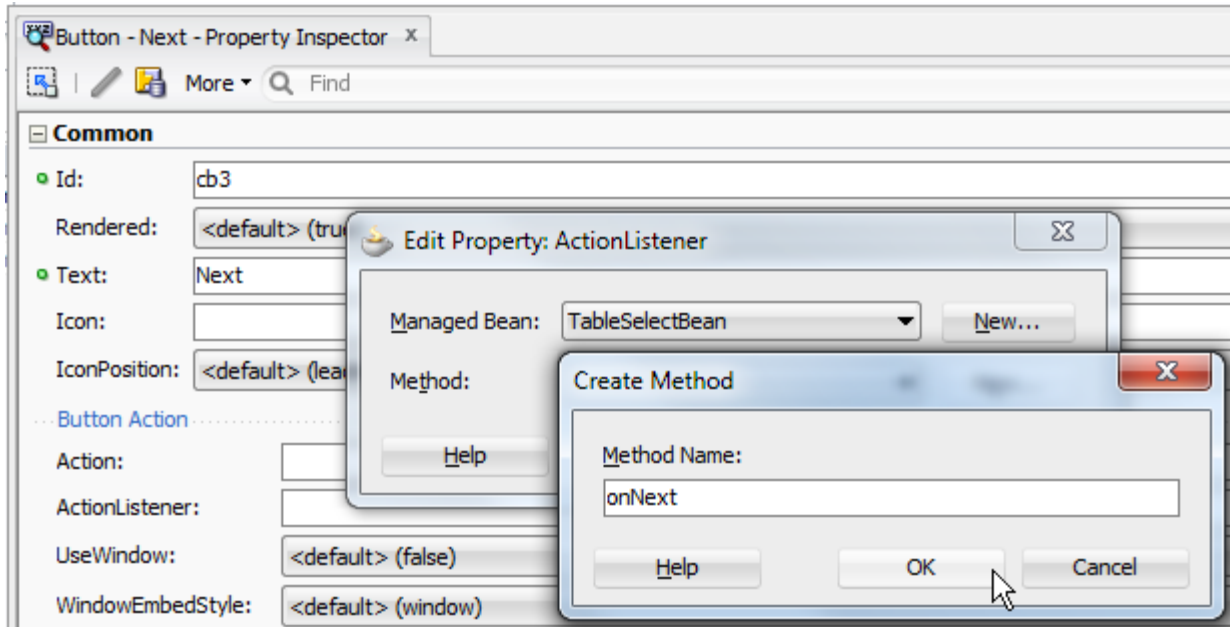 Button - Next - Property Inspector x
More Find
Common
Id: cb3
Rendered: <default> (true
Text: Next
Icon:
IconPosition: <default> (lea
Button Action
Action:
ActionListener:
UseWindow: <default> (false)
WindowEmbedStyle: <default> (window)
Edit Property: ActionListener
Managed Bean: TableSelectBean New...
Method:
Help
Create Method
Method Name:
onNext
Help OK Cancel